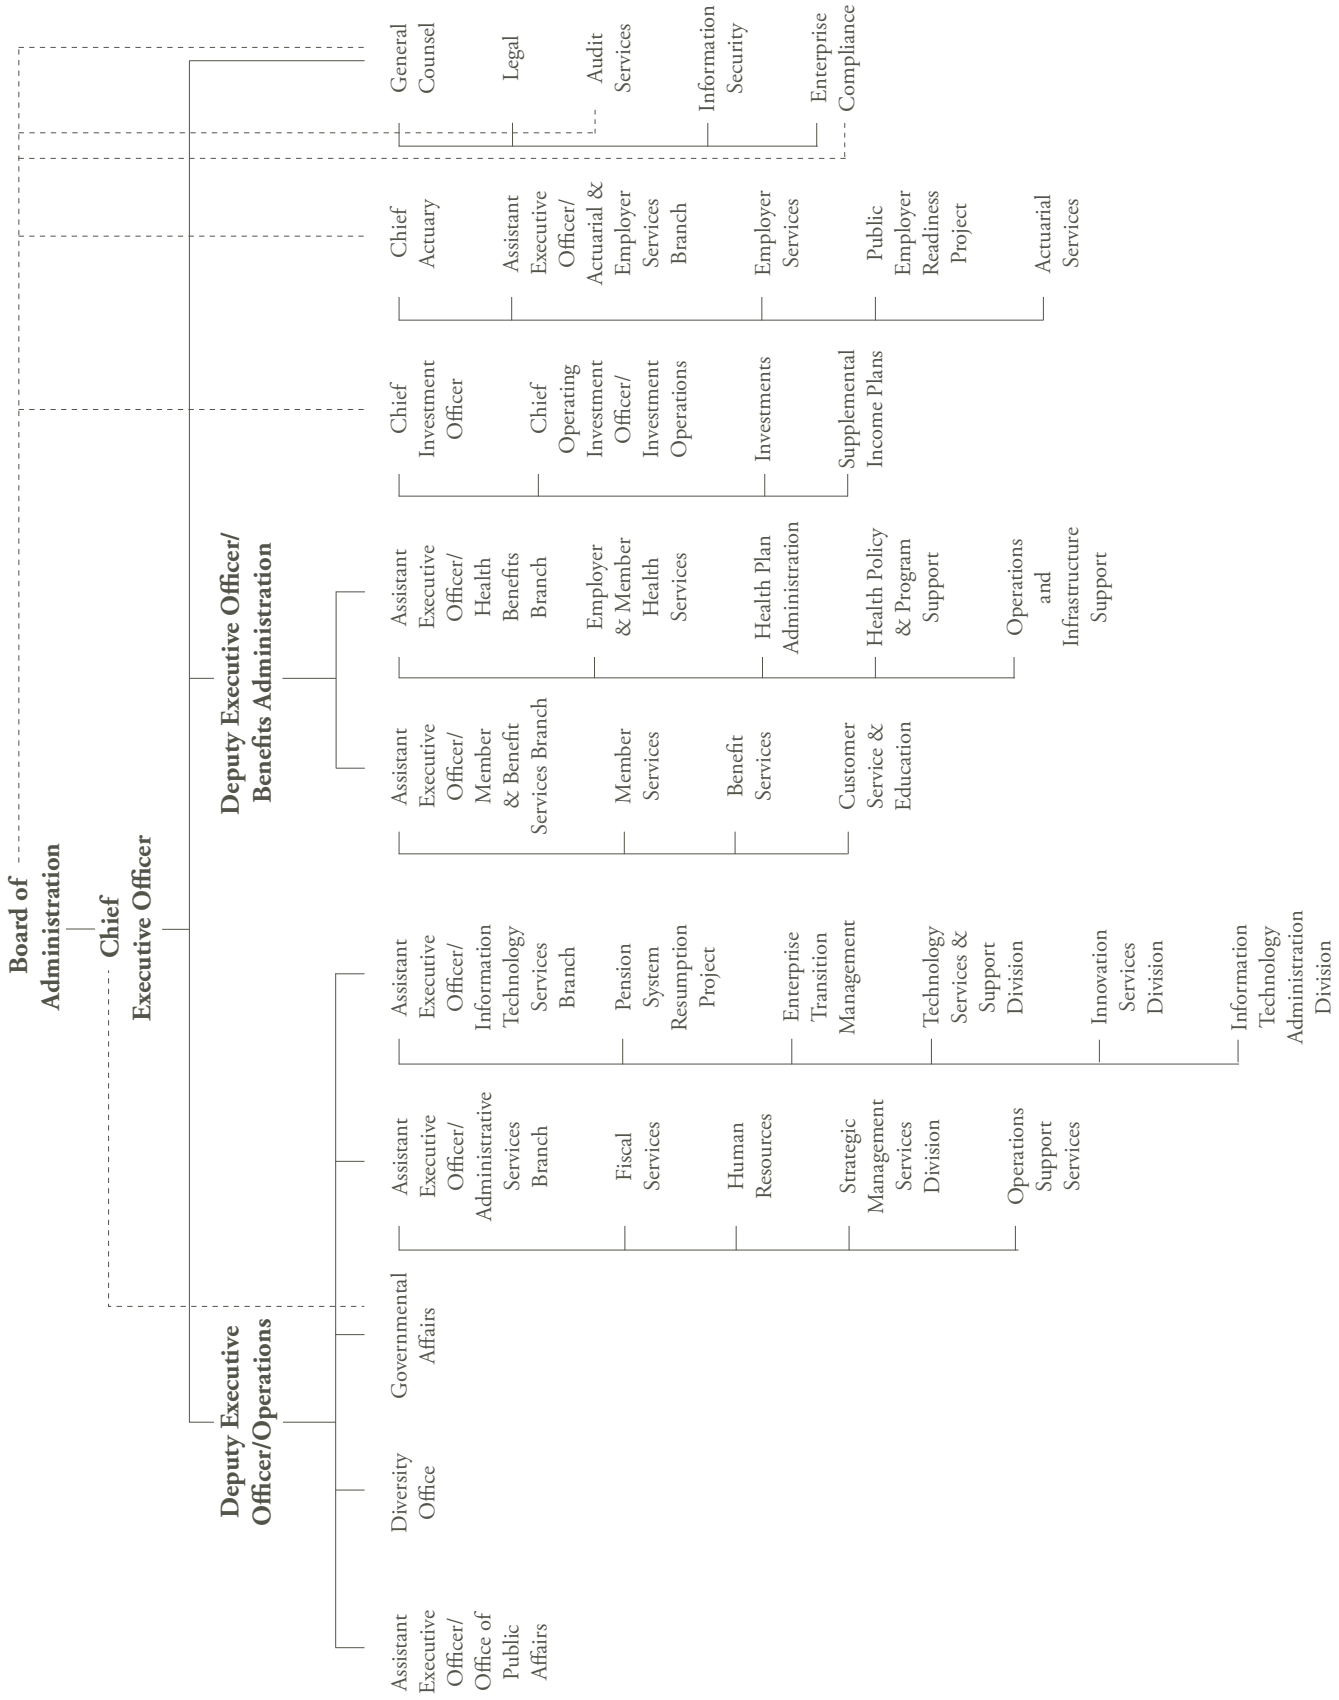 Board of
Administration
Chief
Executive Officer
Deputy Executive
Officer/Operations
Deputy Executive Officer/
Benefits Administration
Assistant
Executive
Officer/
Office of
Public
Affairs
Diversity
Office
Governmental
Affairs
Assistant
Executive
Officer/
Administrative
Services
Branch
Fiscal
Services
Human
Resources
Strategic
Management
Services
Division
Operations
Support
Services
Assistant
Executive
Officer/
Information
Technology
Services
Branch
Pension
System
Resumption
Project
Enterprise
Transition
Management
Technology
Services &
Support
Division
Innovation
Services
Division
Information
Technology
Administration
Division
Assistant
Executive
Officer/
Member
& Benefit
Services Branch
Member
Services
Benefit
Services
Customer
Service &
Education
Assistant
Executive
Officer/
Health
Benefits
Branch
Employer
& Member
Health
Services
Health Plan
Administration
Health Policy
& Program
Support
Operations
and
Infrastructure
Support
Chief
Investment
Officer
Chief
Operating
Investment
Officer/
Investment
Operations
Investments
Supplemental
Income Plans
Chief
Actuary
Assistant
Executive
Officer/
Actuarial &
Employer
Services
Branch
Employer
Services
Public
Employer
Readiness
Project
Actuarial
Services
General
Counsel
Legal
Audit
Services
Information
Security
Enterprise
Compliance